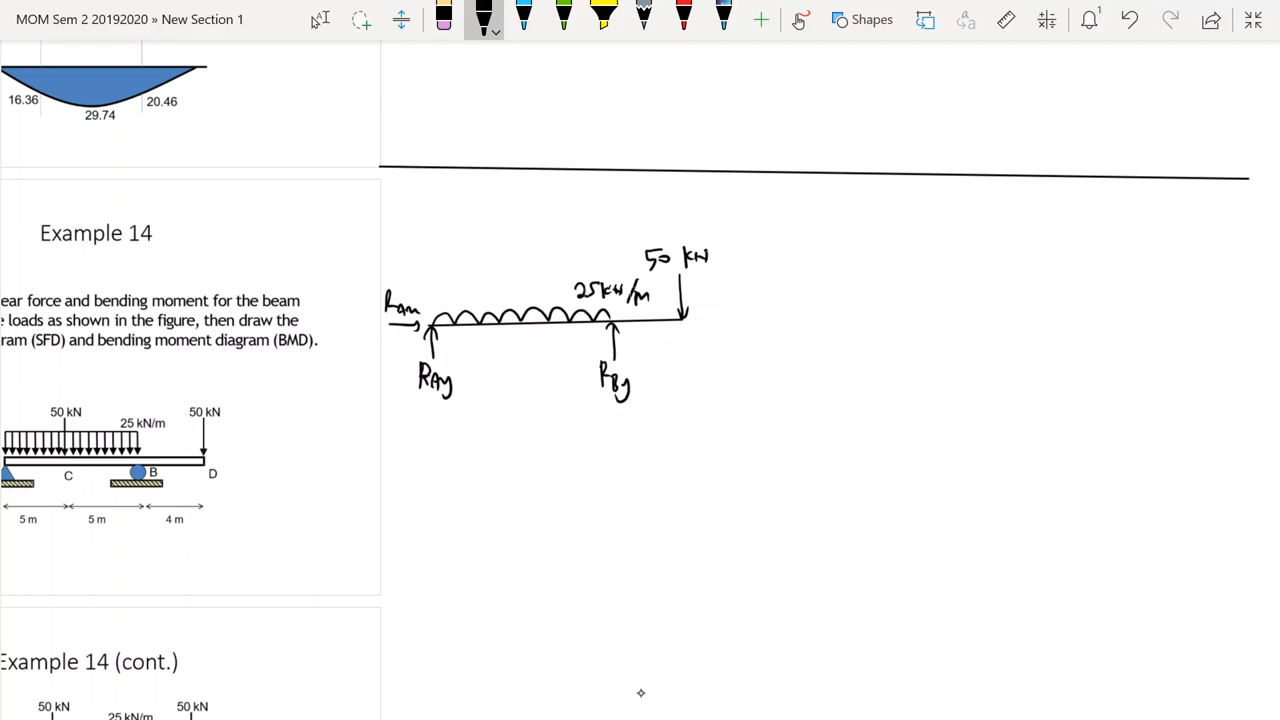 MOM Sem 2 20192020 » New Section 1
Shapes
1
16.36
20.46
29.74
Example 14
ear force and bending moment for the beam
e loads as shown in the figure, then draw the
ram (SFD) and bending moment diagram (BMD).
50 kN
25 kN/m
50 kN
C
B
D
5 m
5 m
4 m
50 kN
25 kN/m
RAx
RAy
RBy
Example 14 (cont.)
50 kN
25 kN/m
50 kN